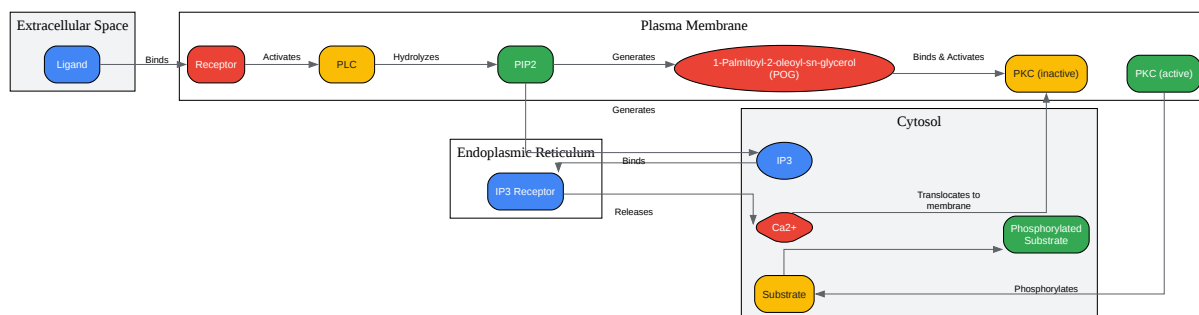 Extracellular Space
Plasma Membrane
Ligand
Binds
Receptor
Activates
PLC
Hydrolyzes
PIP2
Generates
1-Palmitoyl-2-oleoyl-sn-glycerol
(POG)
Binds & Activates
PKC (inactive)
PKC (active)
Generates
Cytosol
Endoplasmic Reticulum
Binds
IP3
IP3 Receptor
Releases
Translocates to
membrane
Ca2+
Phosphorylated
Substrate
Substrate
Phosphorylates